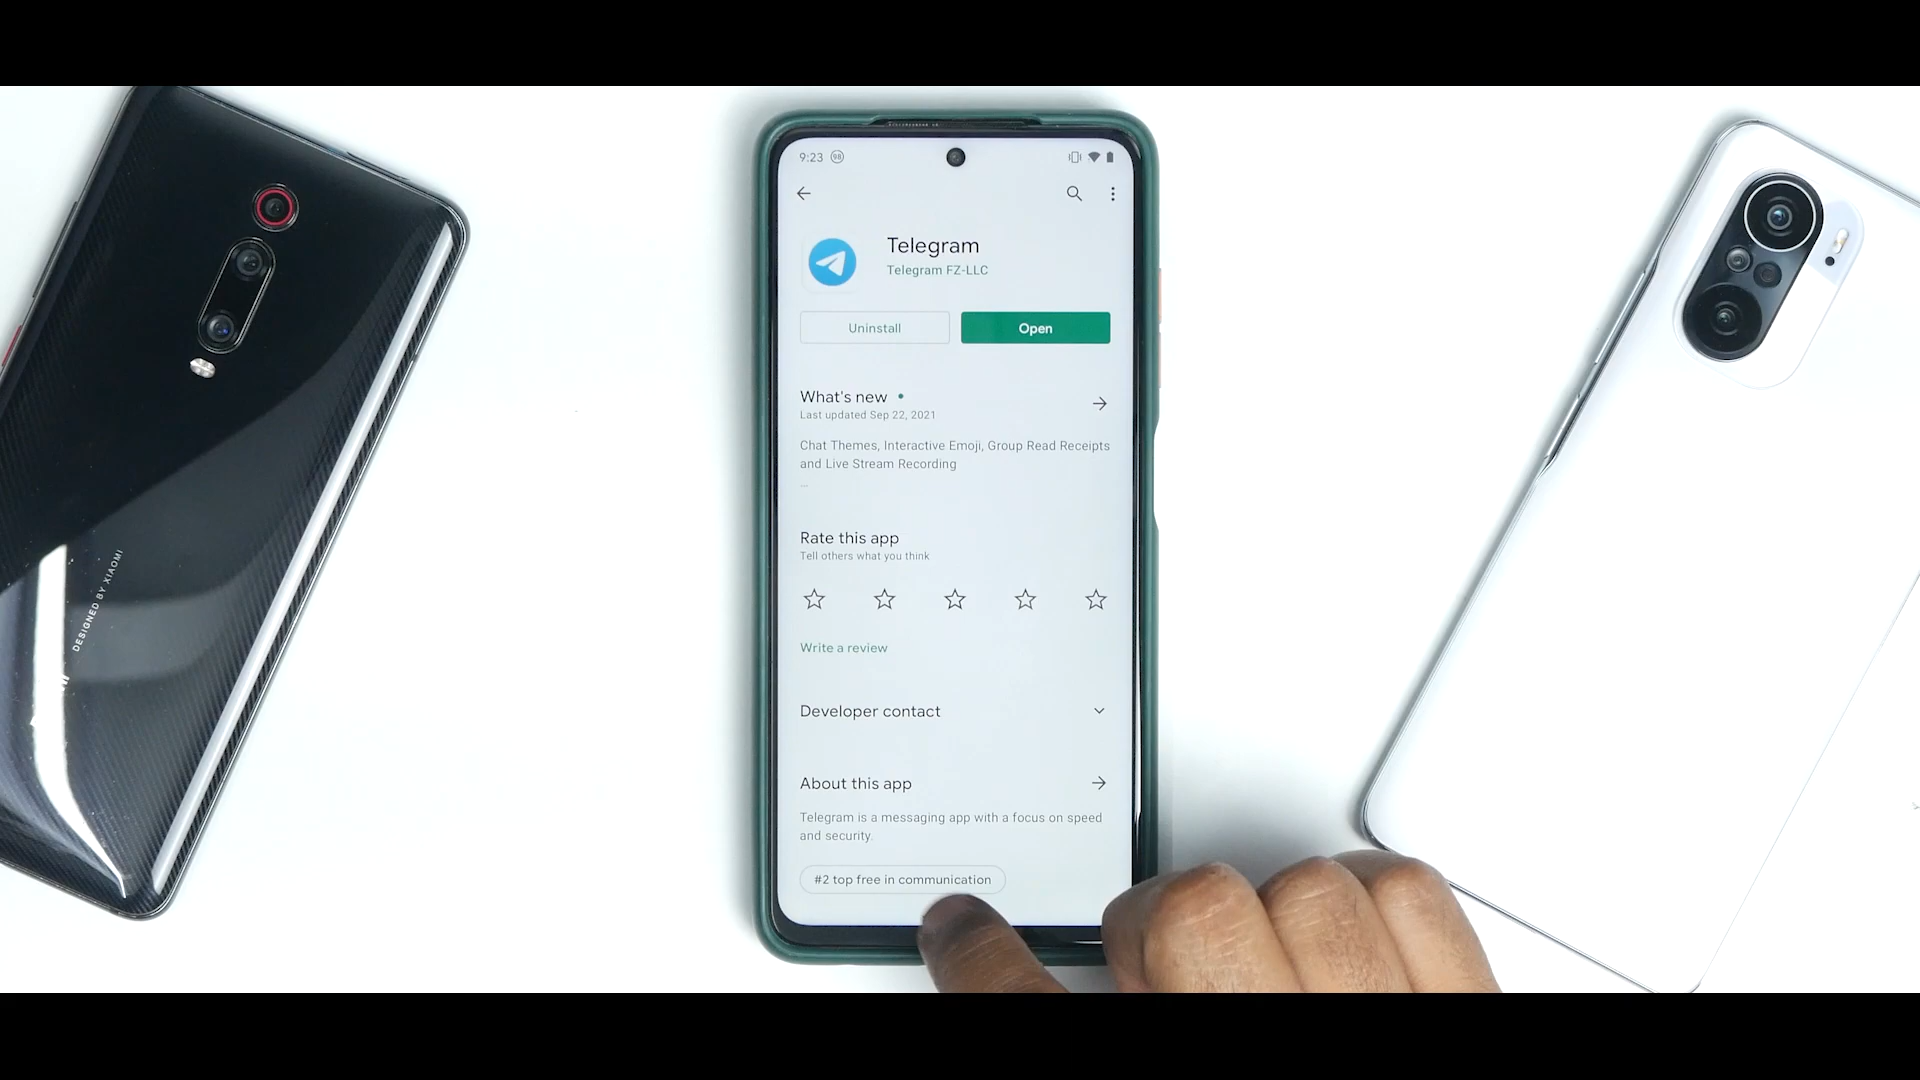 9:23 98
Telegram
Telegram FZ-LLC
Uninstall
Open
What's new
Last updated Sep 22, 2021
Chat Themes, Interactive Emoji, Group Read Receipts
and Live Stream Recording
...
Rate this app
Tell others what you think
Write a review
Developer contact
About this app
Telegram is a messaging app with a focus on speed
and security.
#2 top free in communication
DESIGNED BY XIAOMI